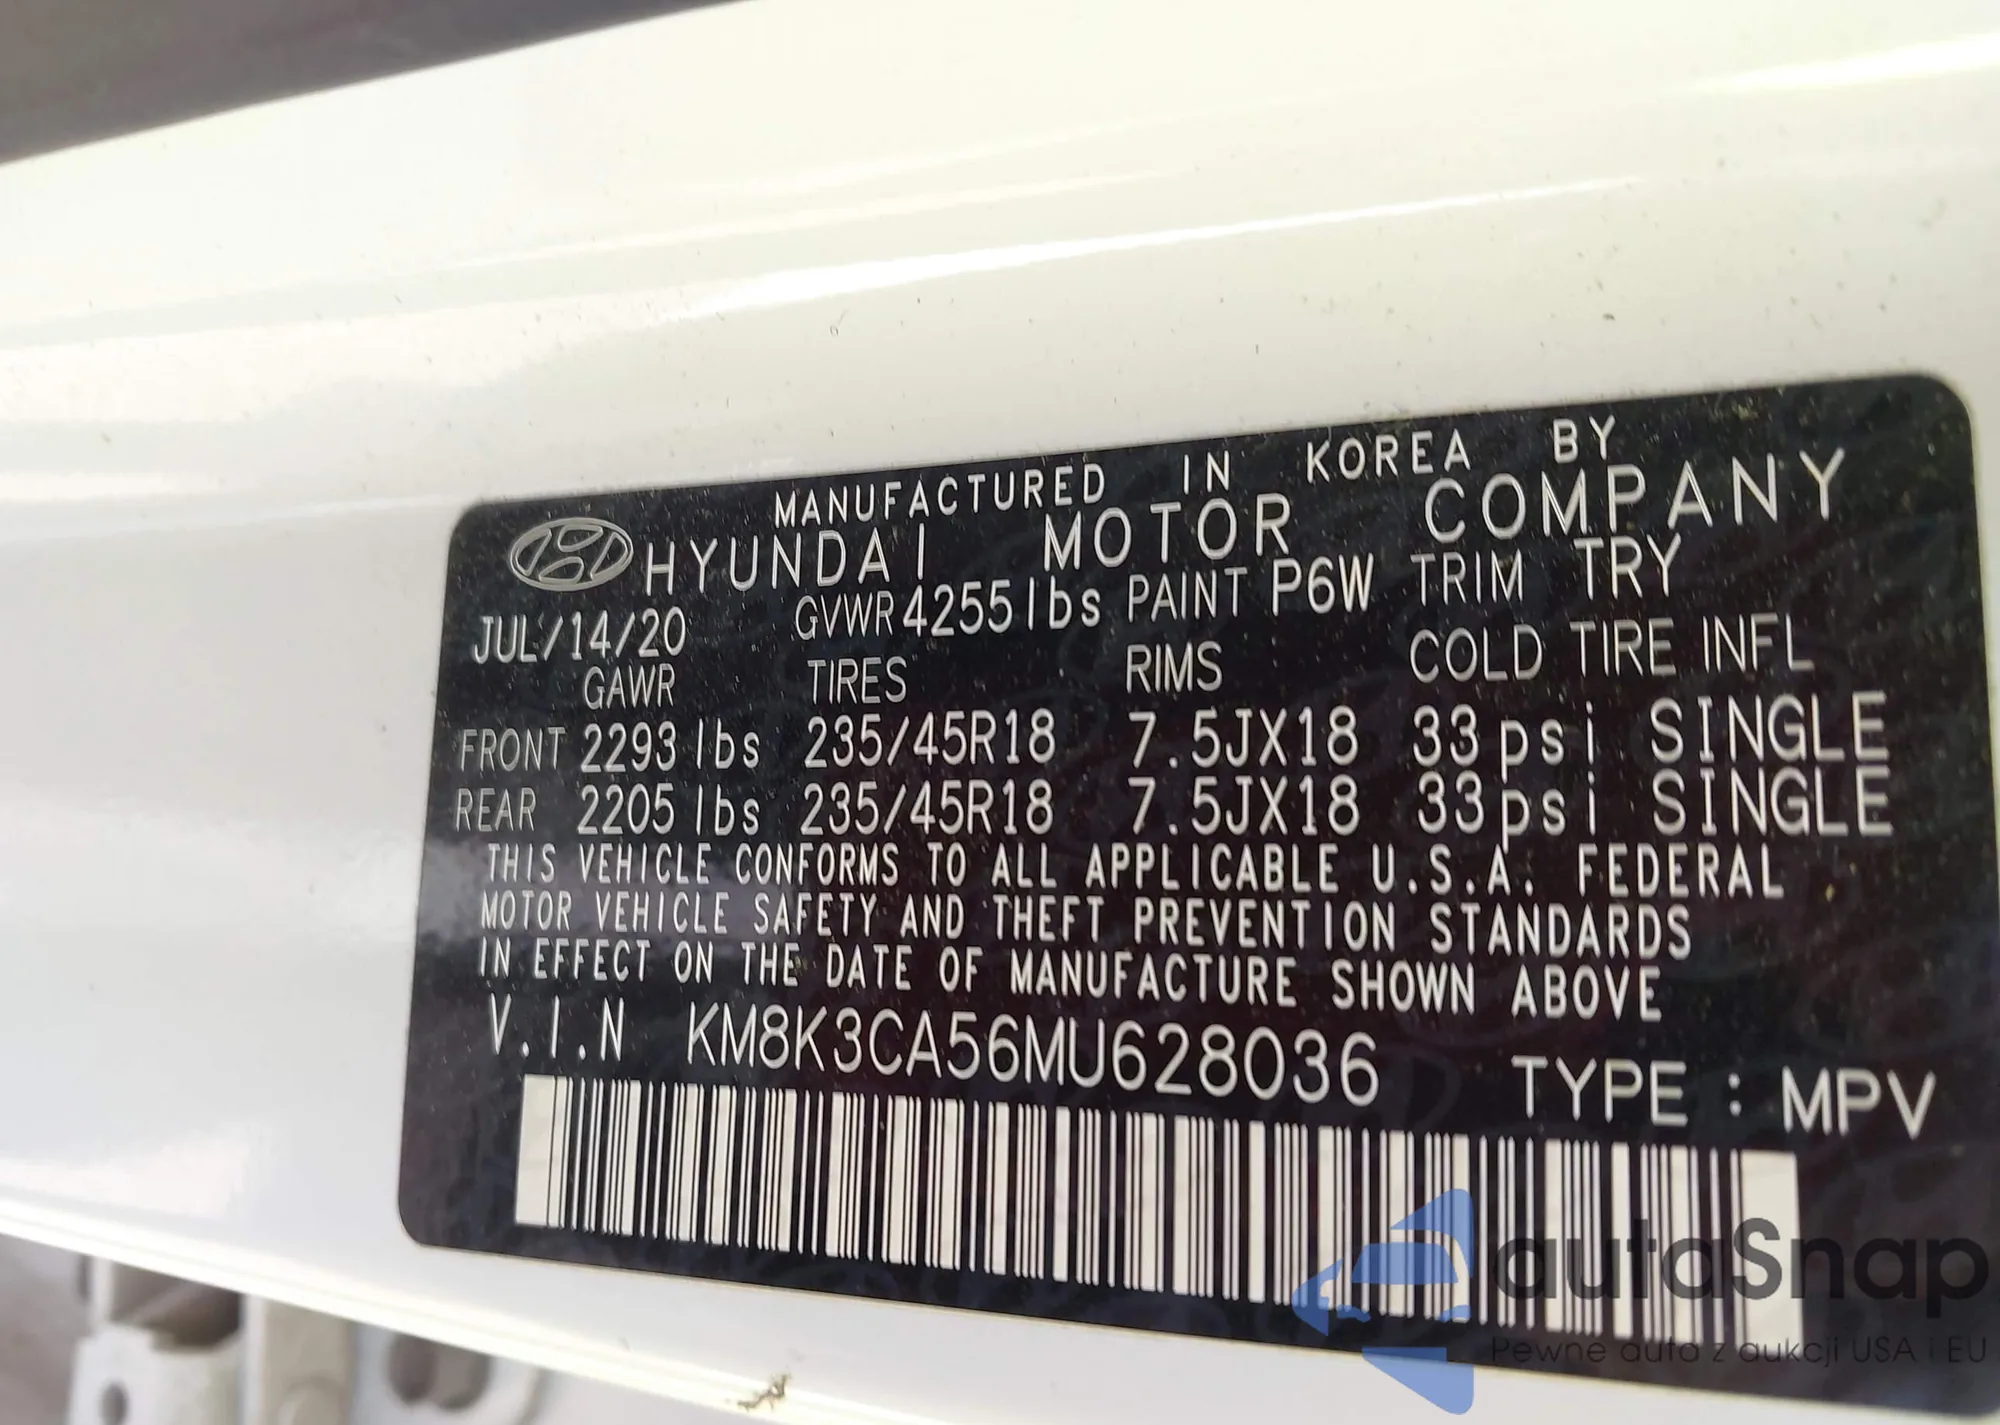 MANUFACTURED IN KOREA BY
HYUNDAI MOTOR COMPANY
JUL/14/20 GVWR 4255 lbs PAINT P6W TRIM TRY
GAWR TIRES RIMS COLD TIRE INFL
FRONT 2293 lbs 235/45R18 7.5JX18 33 psi SINGLE
REAR 2205 lbs 235/45R18 7.5JX18 33 psi SINGLE
THIS VEHICLE CONFORMS TO ALL APPLICABLE U.S.A. FEDERAL
MOTOR VEHICLE SAFETY AND THEFT PREVENTION STANDARDS
IN EFFECT ON THE DATE OF MANUFACTURE SHOWN ABOVE
V.I.N KM8K3CA56MU628036 TYPE : MPV
autaSnap
Pewne auta z aukcji USA i EU